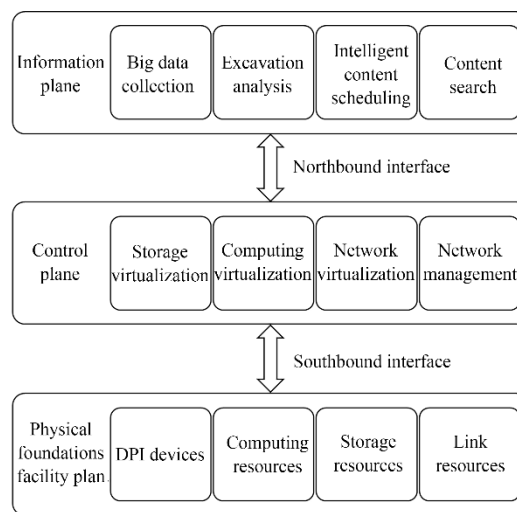 Information
plane
Big data
collection
Excavation
analysis
Intelligent
content
scheduling
Content
search
Northbound interface
Control
plane
Storage
virtualization
Computing
virtualization
Network
virtualization
Network
management
Southbound interface
Physical
foundations
facility plan.
DPI devices
Computing
resources
Storage
resources
Link
resources